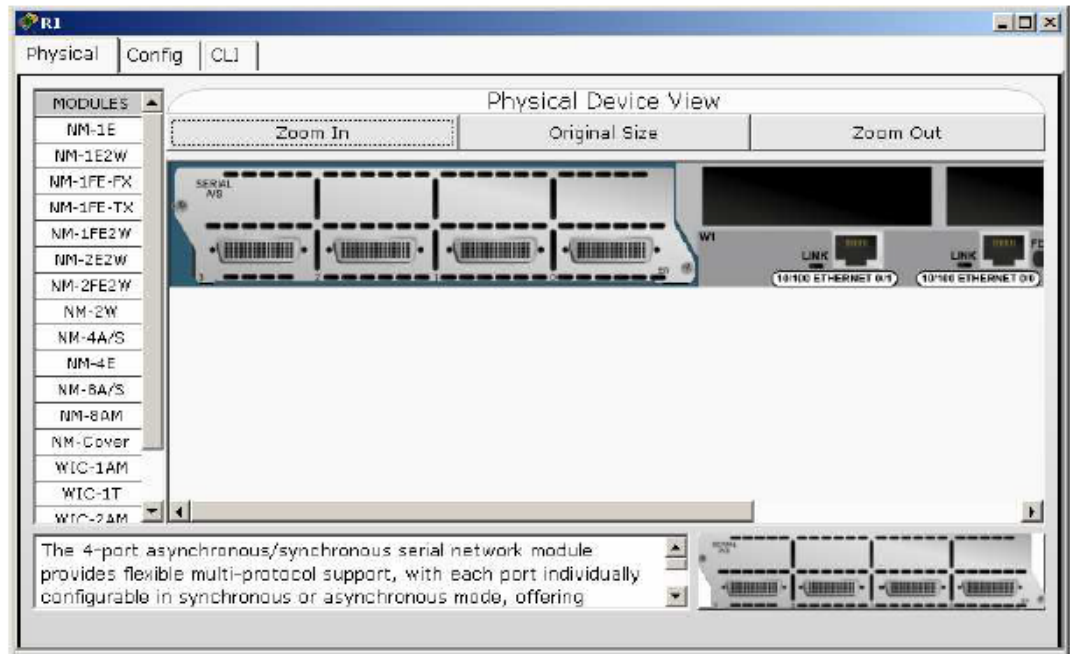 R1
Physical Config CLI
MODULES
NM-1E
NM-1E2W
NM-1FE-FX
NM-1FE-TX
NM-1FE2W
NM-2E2W
NM-2FE2W
NM-2W
NM-4A/S
NM-4E
NM-8A/S
NM-8AM
NM-Cover
WIC-1AM
WIC-1T
WIC-2AM
Physical Device View
Zoom In Original Size Zoom Out
SERIAL
A/S
W1
LINK LINK
10/100 ETHERNET 0/1 10/100 ETHERNET 0/0
The 4-port asynchronous/synchronous serial network module
provides flexible multi-protocol support, with each port individually
configurable in synchronous or asynchronous mode, offering